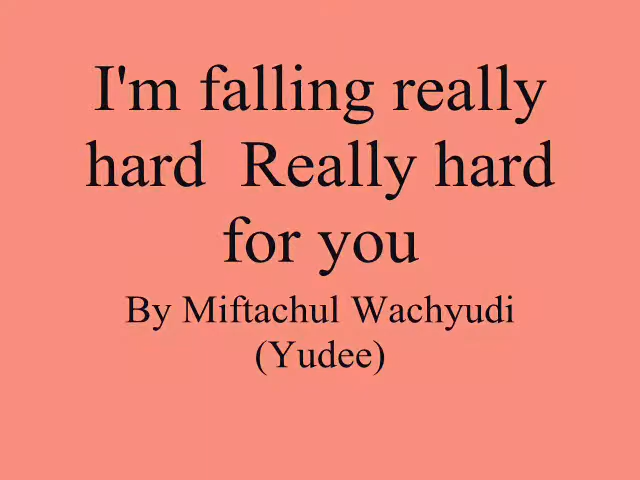 I'm falling really
hard  Really hard
for you
By Miftachul Wachyudi
(Yudee)